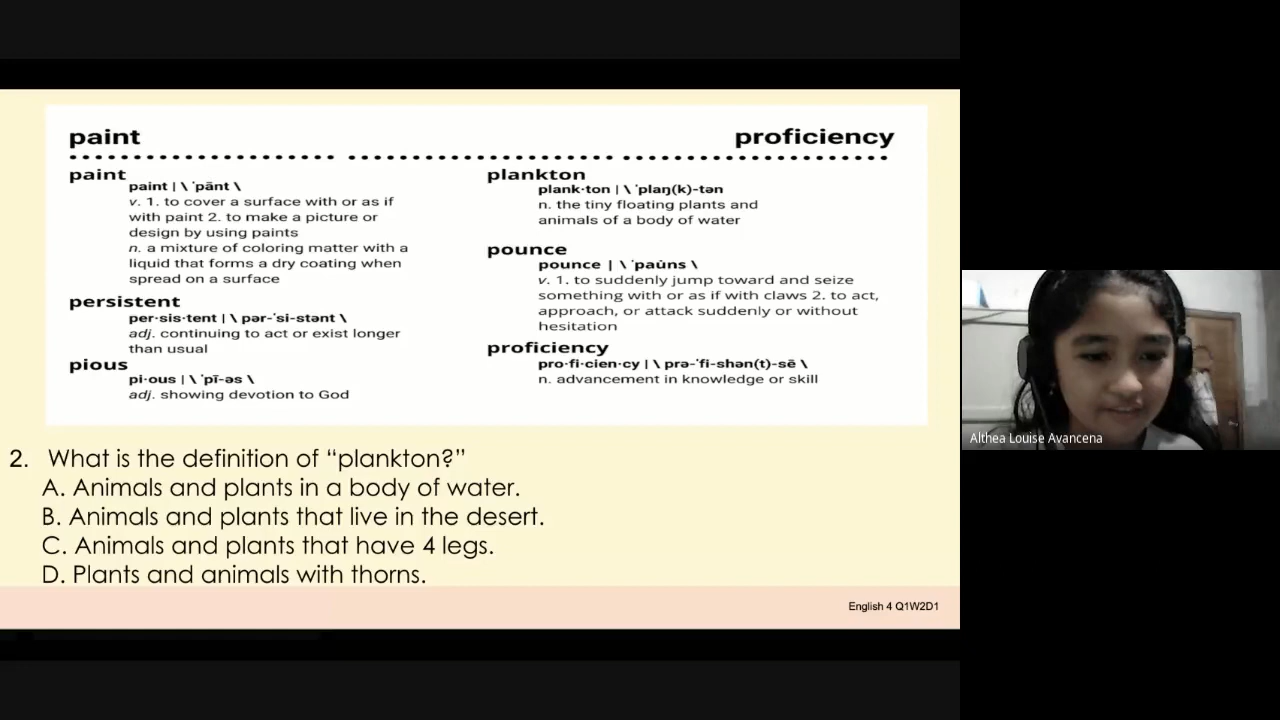 paint proficiency
paint
paint | \ ˈpānt \
v. 1. to cover a surface with or as if
with paint 2. to make a picture or
design by using paints
n. a mixture of coloring matter with a
liquid that forms a dry coating when
spread on a surface
persistent
per·sis·tent | \ pər-ˈsi-stənt \
adj. continuing to act or exist longer
than usual
pious
pi·ous | \ ˈpī-əs \
adj. showing devotion to God
plankton
plank·ton | \ ˈplaŋ(k)-tən
n. the tiny floating plants and
animals of a body of water
pounce
pounce | \ ˈpau̇ns \
v. 1. to suddenly jump toward and seize
something with or as if with claws 2. to act,
approach, or attack suddenly or without
hesitation
proficiency
pro·fi·cien·cy | \ prə-ˈfi-shən(t)-sē \
n. advancement in knowledge or skill
2. What is the definition of “plankton?”
A. Animals and plants in a body of water.
B. Animals and plants that live in the desert.
C. Animals and plants that have 4 legs.
D. Plants and animals with thorns.
English 4 Q1W2D1
Althea Louise Avancena